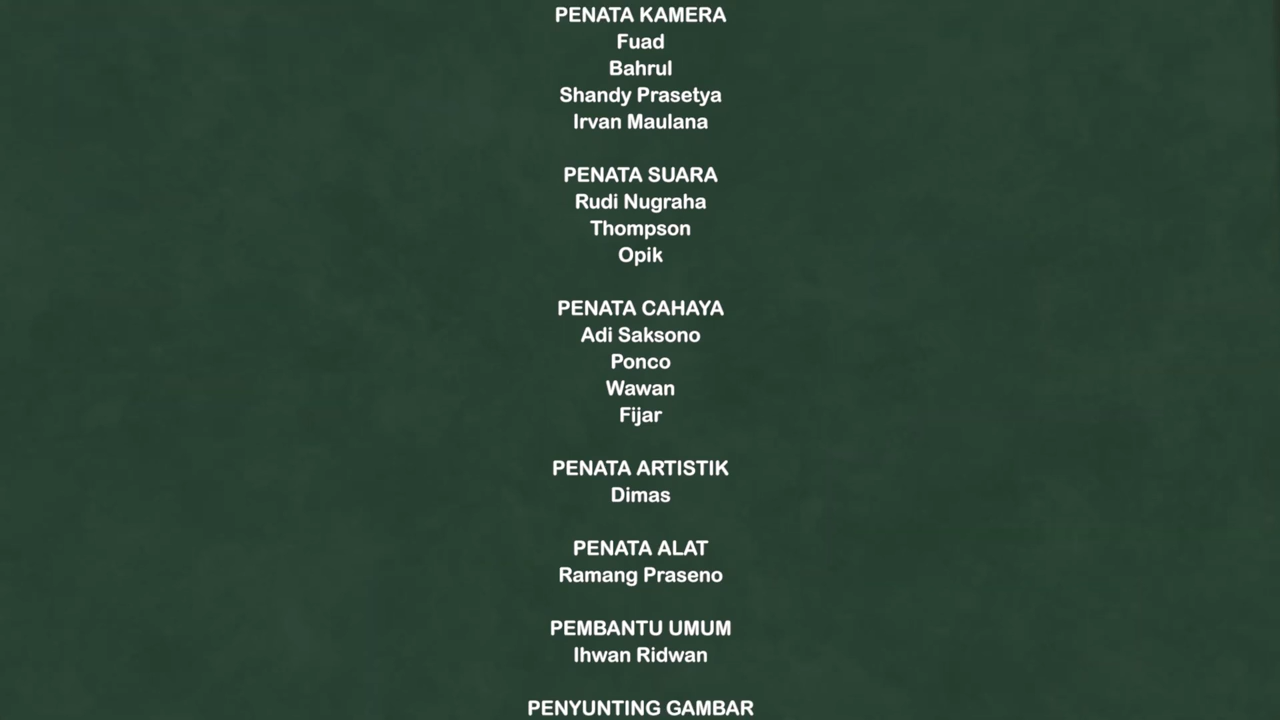 PENATA KAMERA
Fuad
Bahrul
Shandy Prasetya
Irvan Maulana
PENATA SUARA
Rudi Nugraha
Thompson
Opik
PENATA CAHAYA
Adi Saksono
Ponco
Wawan
Fijar
PENATA ARTISTIK
Dimas
PENATA ALAT
Ramang Praseno
PEMBANTU UMUM
Ihwan Ridwan
PENYUNTING GAMBAR